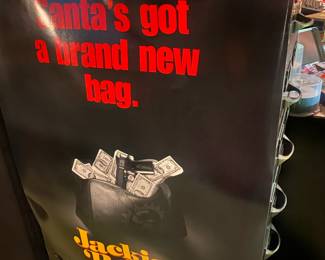 Santa's got
a brand new
bag.
Jackie